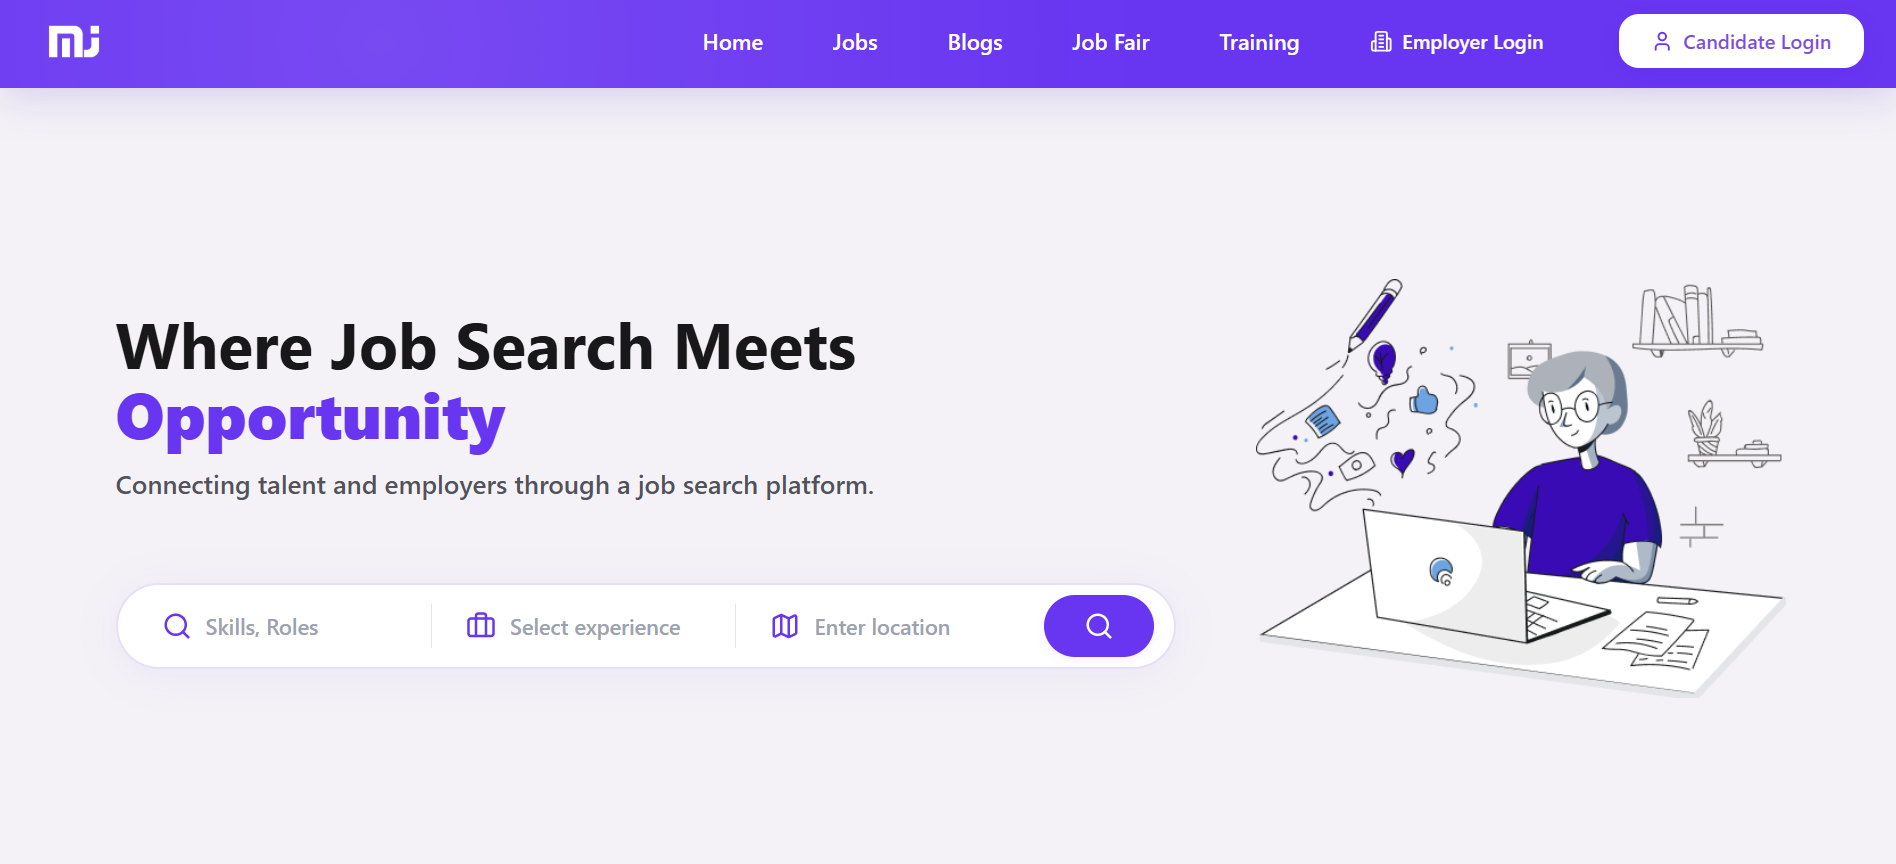 MJ
Home
Jobs
Blogs
Job Fair
Training
Employer Login
Candidate Login
Where Job Search Meets
Opportunity
Connecting talent and employers through a job search platform.
Skills, Roles
Select experience
Enter location